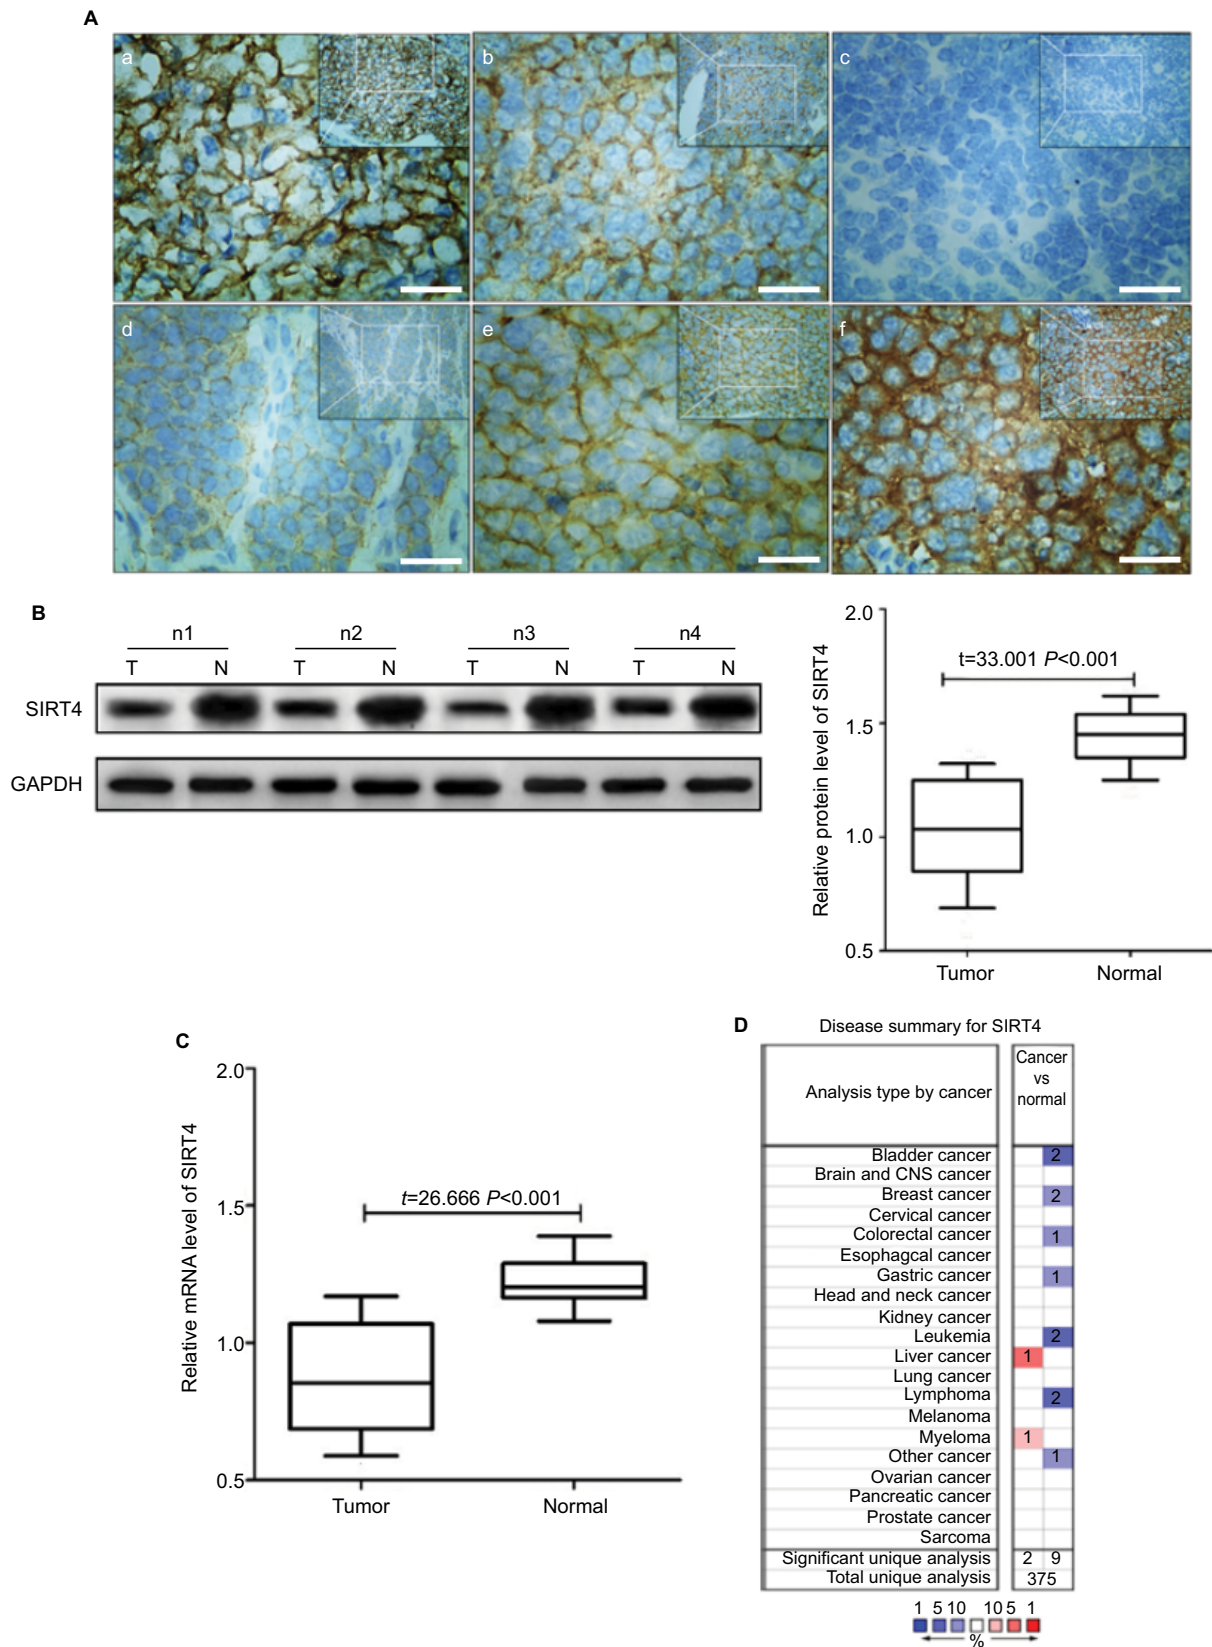 A
a
b
c
d
e
f
B
n1 n2 n3 n4
T N T N T N T N
SIRT4
GAPDH
2.0
1.5
1.0
0.5
Relative protein level of SIRT4
t=33.001 P<0.001
Tumor Normal
C
2.0
1.5
1.0
0.5
Relative mRNA level of SIRT4
t=26.666 P<0.001
Tumor Normal
D
Disease summary for SIRT4
Analysis type by cancer
Cancer
vs
normal
Bladder cancer 2
Brain and CNS cancer
Breast cancer 2
Cervical cancer
Colorectal cancer 1
Esophagcal cancer
Gastric cancer 1
Head and neck cancer
Kidney cancer
Leukemia 2
Liver cancer 1
Lung cancer
Lymphoma 2
Melanoma
Myeloma 1
Other cancer 1
Ovarian cancer
Pancreatic cancer
Prostate cancer
Sarcoma
Significant unique analysis 2 9
Total unique analysis 375
1 5 10 10 5 1
%